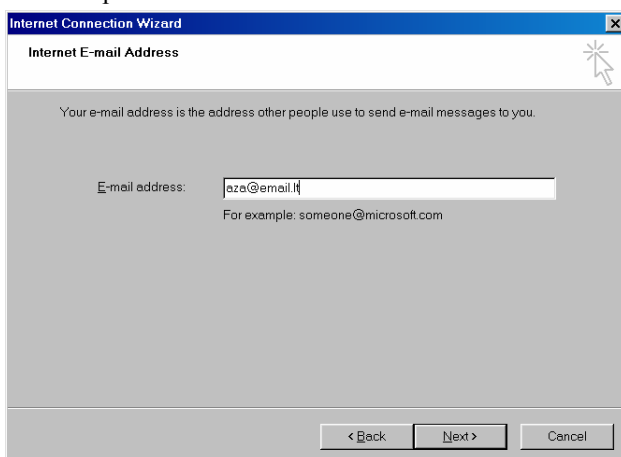 Internet Connection Wizard
Internet E-mail Address
Your e-mail address is the address other people use to send e-mail messages to you.
E-mail address: aza@email.lt
For example: someone@microsoft.com
< Back Next > Cancel